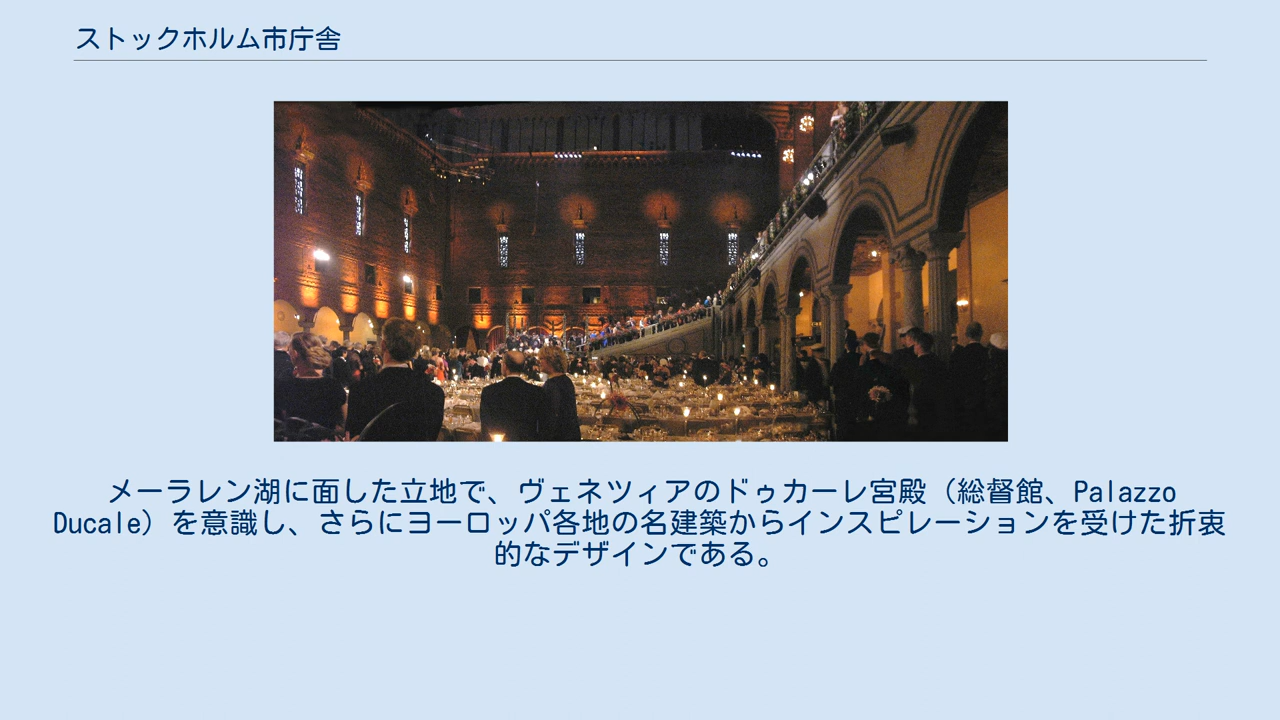 ストックホルム市庁舎
メーラレン湖に面した立地で、ヴェネツィアのドゥカーレ宮殿（総督館、Palazzo
Ducale）を意識し、さらにヨーロッパ各地の名建築からインスピレーションを受けた折衷
的なデザインである。